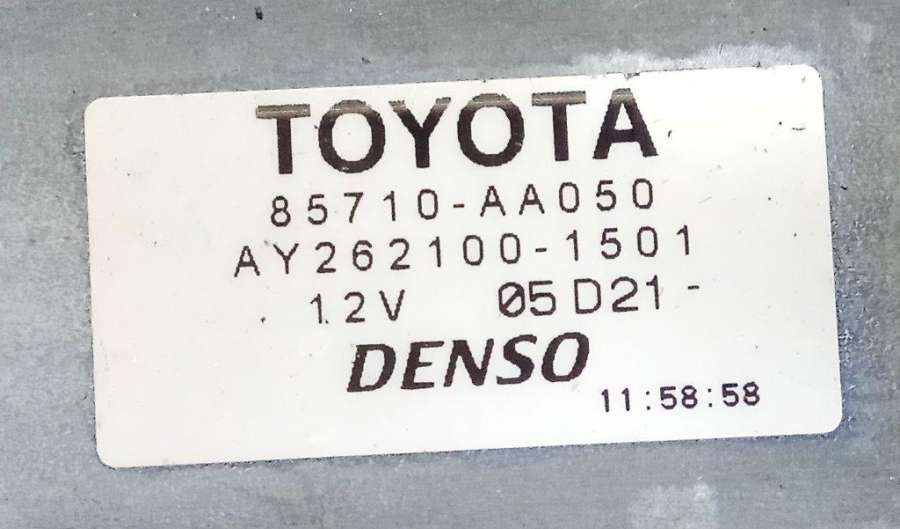 TOYOTA
85710-AA050
AY262100-1501
12V 05D21-
DENSO
11:58:58